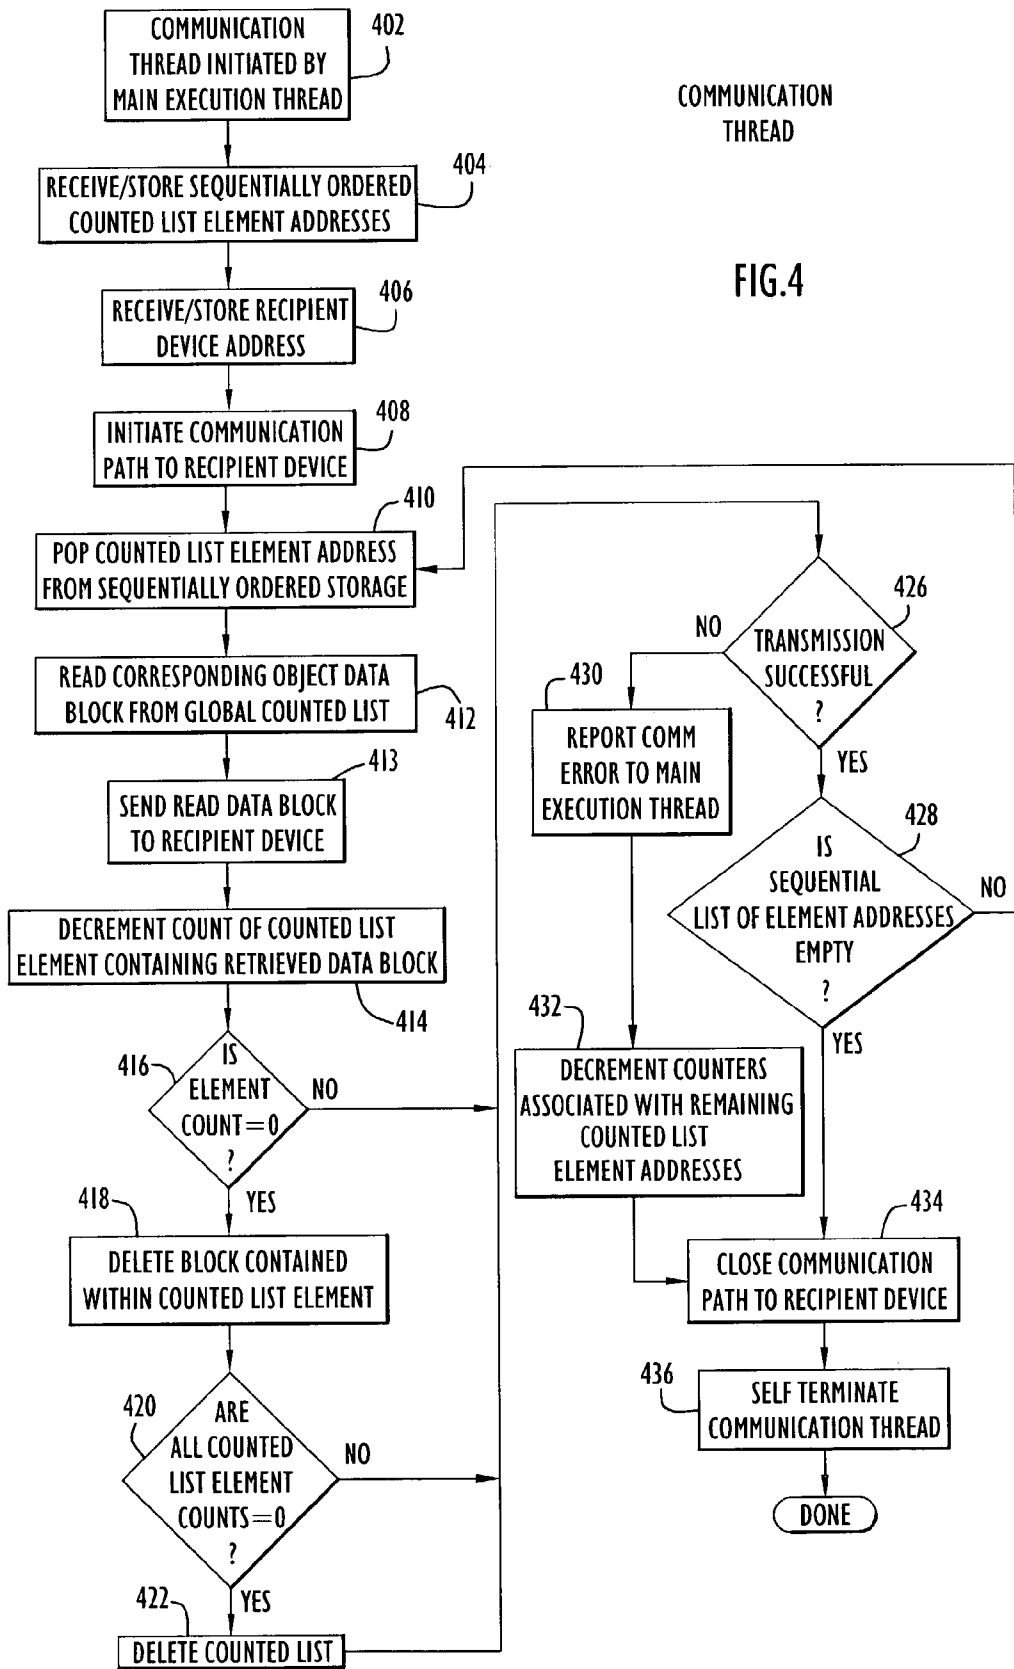 COMMUNICATION
THREAD INITIATED BY
MAIN EXECUTION THREAD
402
COMMUNICATION
THREAD
FIG.4
RECEIVE/STORE SEQUENTIALLY ORDERED
COUNTED LIST ELEMENT ADDRESSES
404
RECEIVE/STORE RECIPIENT
DEVICE ADDRESS
406
INITIATE COMMUNICATION
PATH TO RECIPIENT DEVICE
408
POP COUNTED LIST ELEMENT ADDRESS
FROM SEQUENTIALLY ORDERED STORAGE
410
READ CORRESPONDING OBJECT DATA
BLOCK FROM GLOBAL COUNTED LIST
412
SEND READ DATA BLOCK
TO RECIPIENT DEVICE
413
DECREMENT COUNT OF COUNTED LIST
ELEMENT CONTAINING RETRIEVED DATA BLOCK
414
IS
ELEMENT
COUNT=0
?
416
NO
YES
DELETE BLOCK CONTAINED
WITHIN COUNTED LIST ELEMENT
418
ARE
ALL COUNTED
LIST ELEMENT
COUNTS=0
?
420
NO
YES
DELETE COUNTED LIST
422
TRANSMISSION
SUCCESSFUL
?
426
NO
YES
REPORT COMM
ERROR TO MAIN
EXECUTION THREAD
430
IS
SEQUENTIAL
LIST OF ELEMENT ADDRESSES
EMPTY
?
428
NO
YES
DECREMENT COUNTERS
ASSOCIATED WITH REMAINING
COUNTED LIST
ELEMENT ADDRESSES
432
CLOSE COMMUNICATION
PATH TO RECIPIENT DEVICE
434
SELF TERMINATE
COMMUNICATION THREAD
436
DONE